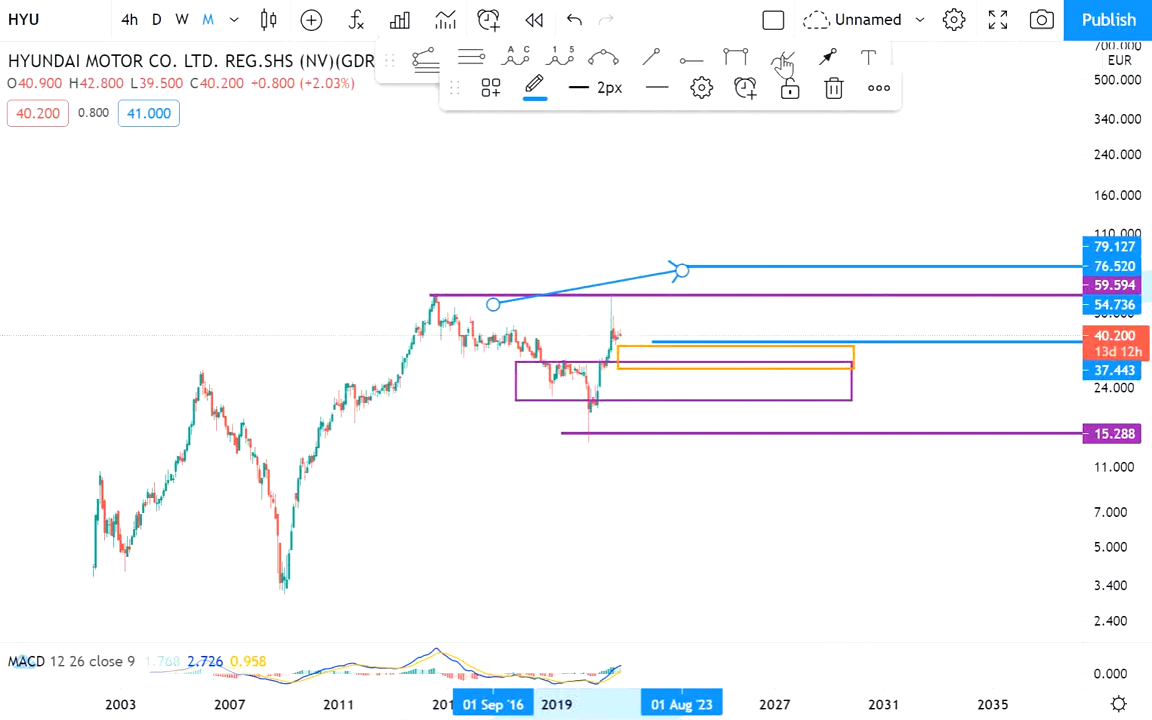 HYU 4h D W M Unnamed Publish
HYUNDAI MOTOR CO. LTD. REG.SHS (NV)(GDR
O40.900 H42.800 L39.500 C40.200 +0.800 (+2.03%)
40.200 0.800 41.000
A C 1 5 T
2px
700.000
EUR
500.000
340.000
240.000
160.000
110.000
79.127
76.520
59.594
54.736
40.200
13d 12h
37.443
24.000
15.288
11.000
7.000
5.000
3.400
2.400
MACD 12 26 close 9 1.768 2.726 0.958
0.000
2003 2007 2011 201 01 Sep '16 2019 01 Aug '23 2027 2031 2035